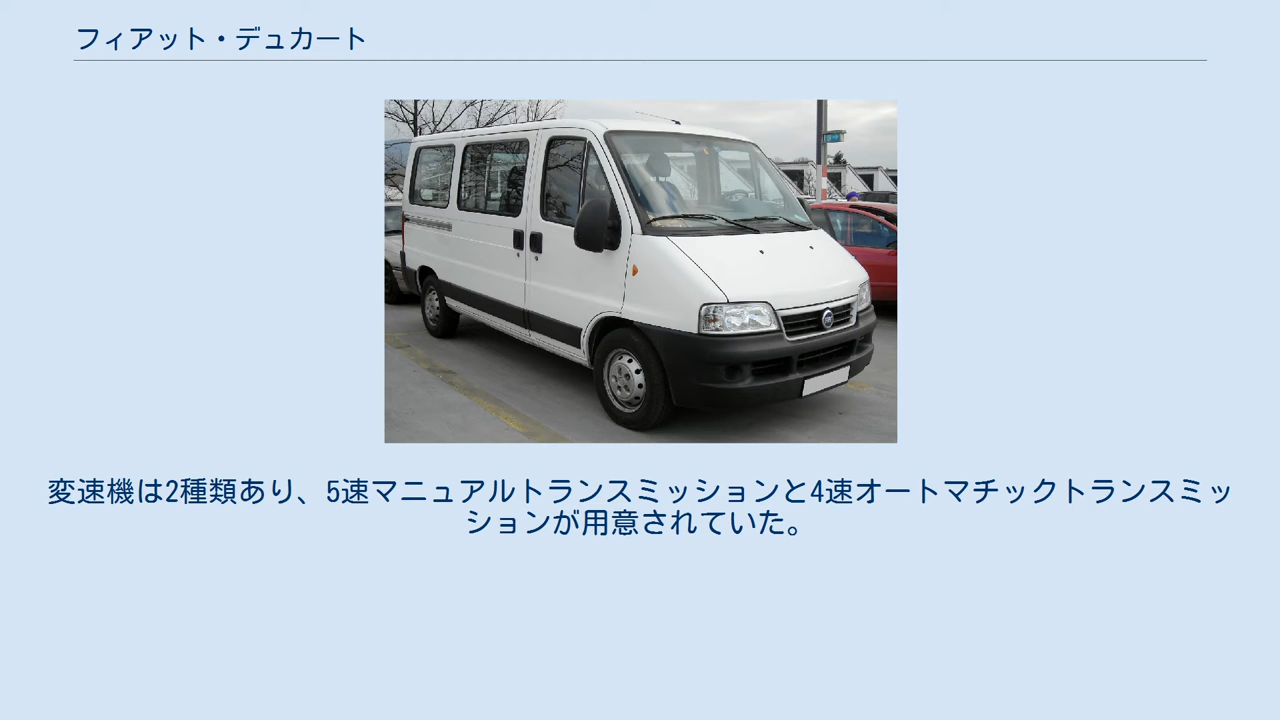 フィアット・デュカート
変速機は2種類あり、5速マニュアルトランスミッションと4速オートマチックトランスミッ
ションが用意されていた。